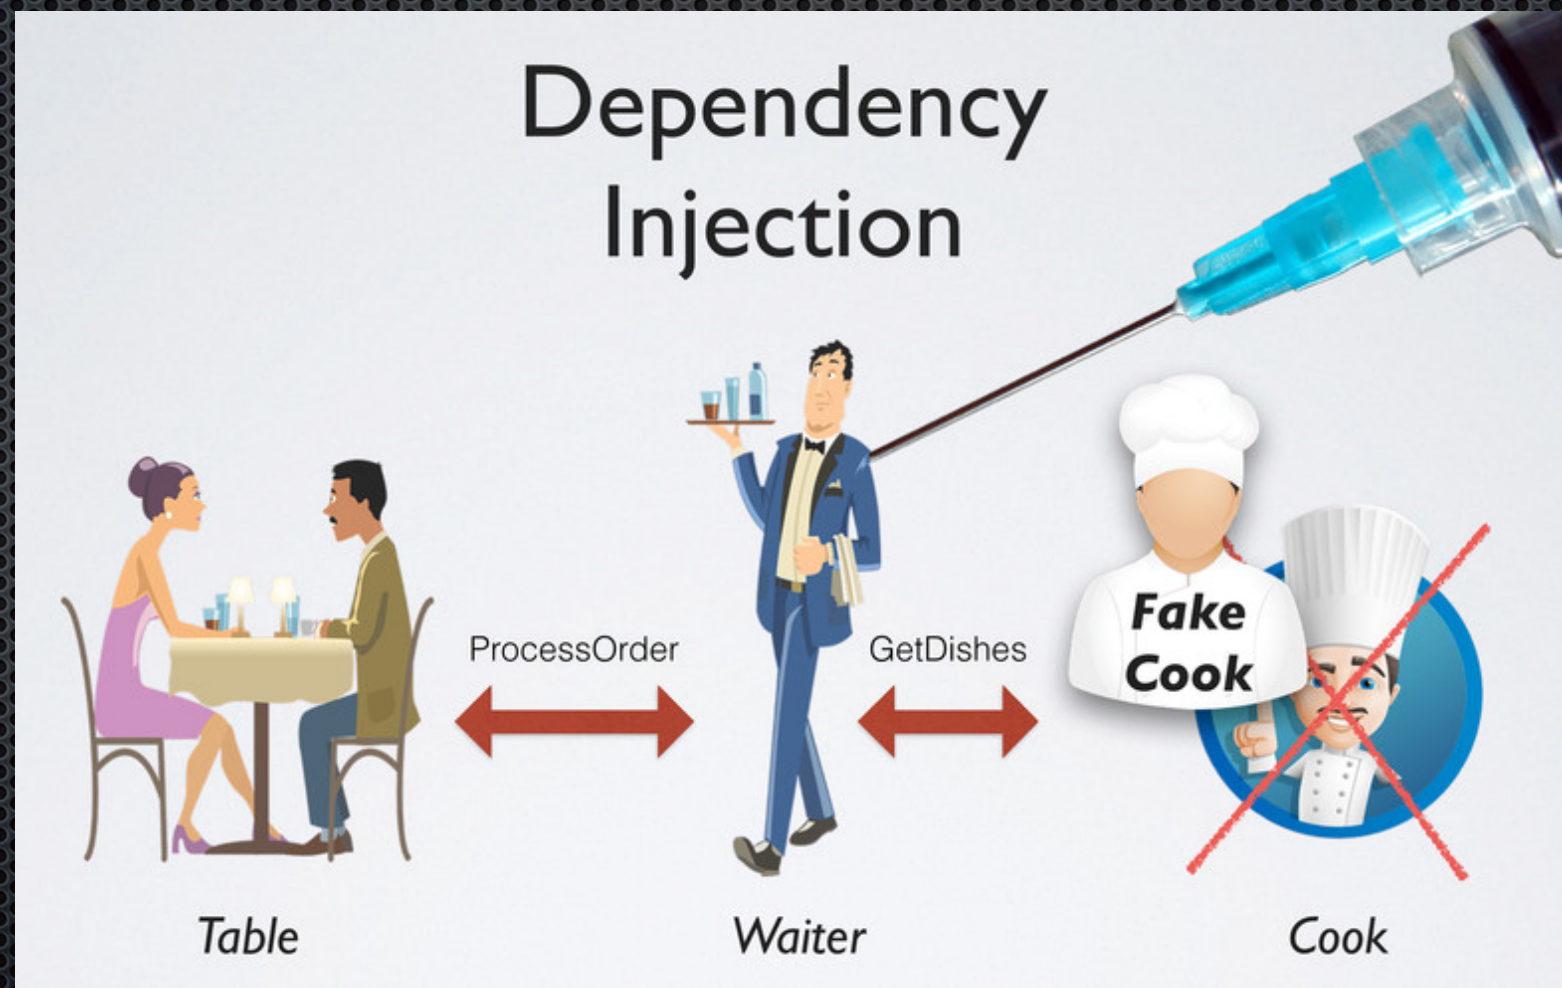 Dependency
Injection
ProcessOrder
GetDishes
Fake
Cook
Table
Waiter
Cook